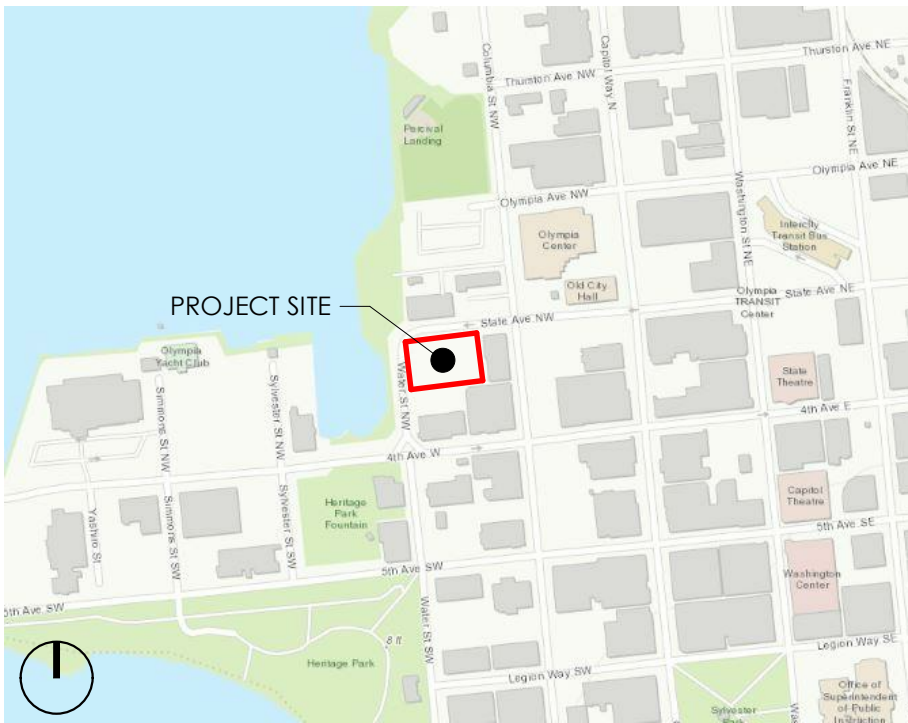 Thurston Ave NE
Thurston Ave NW
Columbia St NW
Capitol Way N
Franklin St NE
Percival
Landing
Olympia Ave NE
Olympia Ave NW
Washington St NE
Intercity
Transit Bus
Station
Olympia
Center
Old City
Hall
State Ave NE
Olympia
TRANSIT
Center
PROJECT SITE
State Ave NW
Olympia
Yacht Club
Simmons St NW
Sylvester St NW
Water St NW
State
Theatre
4th Ave E
4th Ave W
Heritage
Park
Fountain
Capitol
Theatre
Yashiro St
Simmons St SW
Sylvester St SW
5th Ave SE
5th Ave SW
5th Ave SW
Washington
Center
Water St SW
8 ft
Heritage Park
Legion Way SE
Legion Way SW
Office of
Superintendent
of Public
Instruction
Sylvester